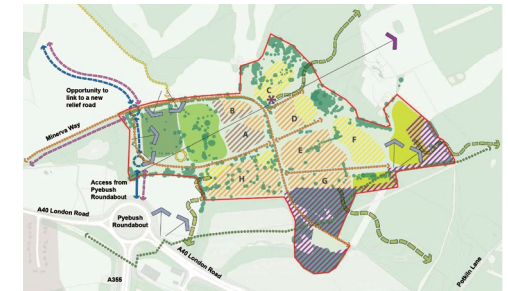 Opportunity to
link to a new
relief road
Minerva Way
Access from
Pyebush
Roundabout
A40 London Road
Pyebush
Roundabout
A40 London Road
A355
Potkiln Lane
A
B
C
D
E
F
G
H